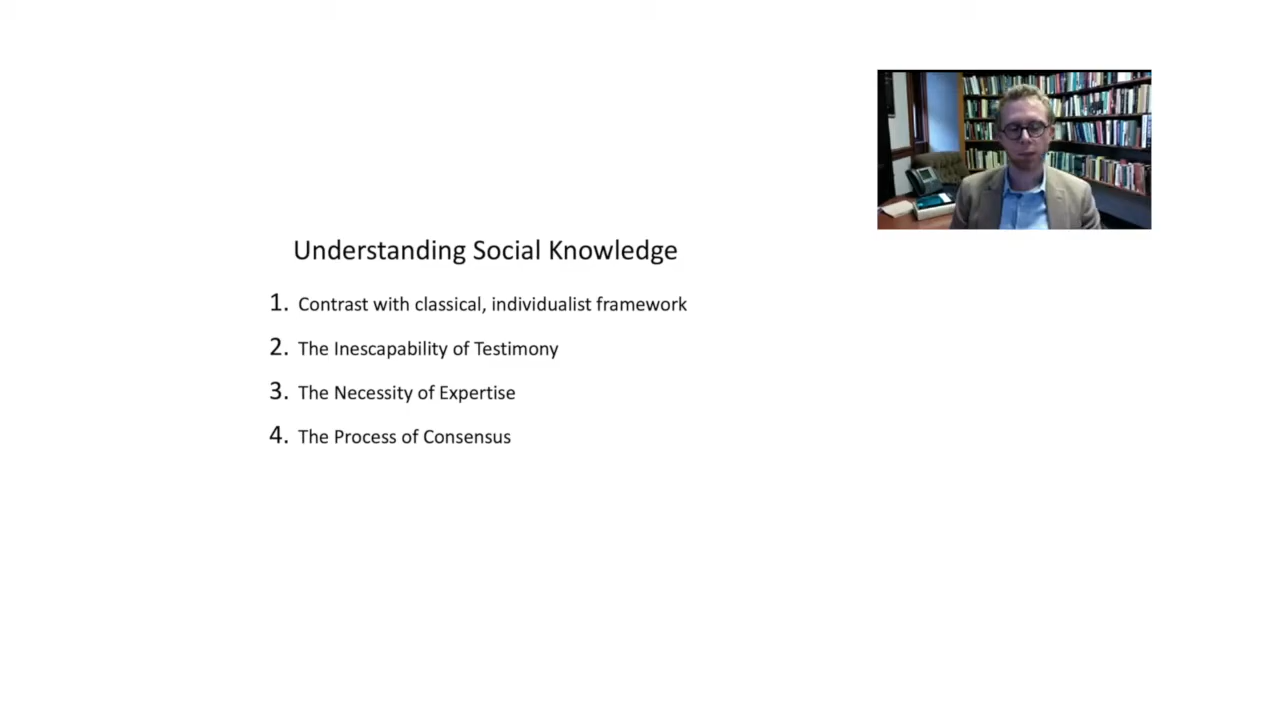 Understanding Social Knowledge
1. Contrast with classical, individualist framework
2. The Inescapability of Testimony
3. The Necessity of Expertise
4. The Process of Consensus